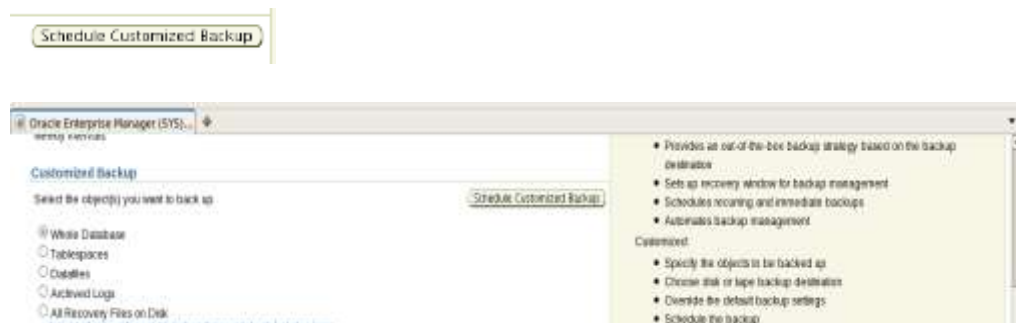 Schedule Customized Backup
Oracle Enterprise Manager (SYS)...
Customized Backup
Select the object(s) you want to back up
Schedule Customized Backup
Whole Database
Tablespaces
Datafiles
Archived Logs
All Recovery Files on Disk
Provides an out-of-the-box backup strategy based on the backup
destination
Sets up recovery window for backup management
Schedules recurring and immediate backups
Automates backup management
Customized
Specify the objects to be backed up
Choose disk or tape backup destination
Override the default backup settings
Schedule the backup